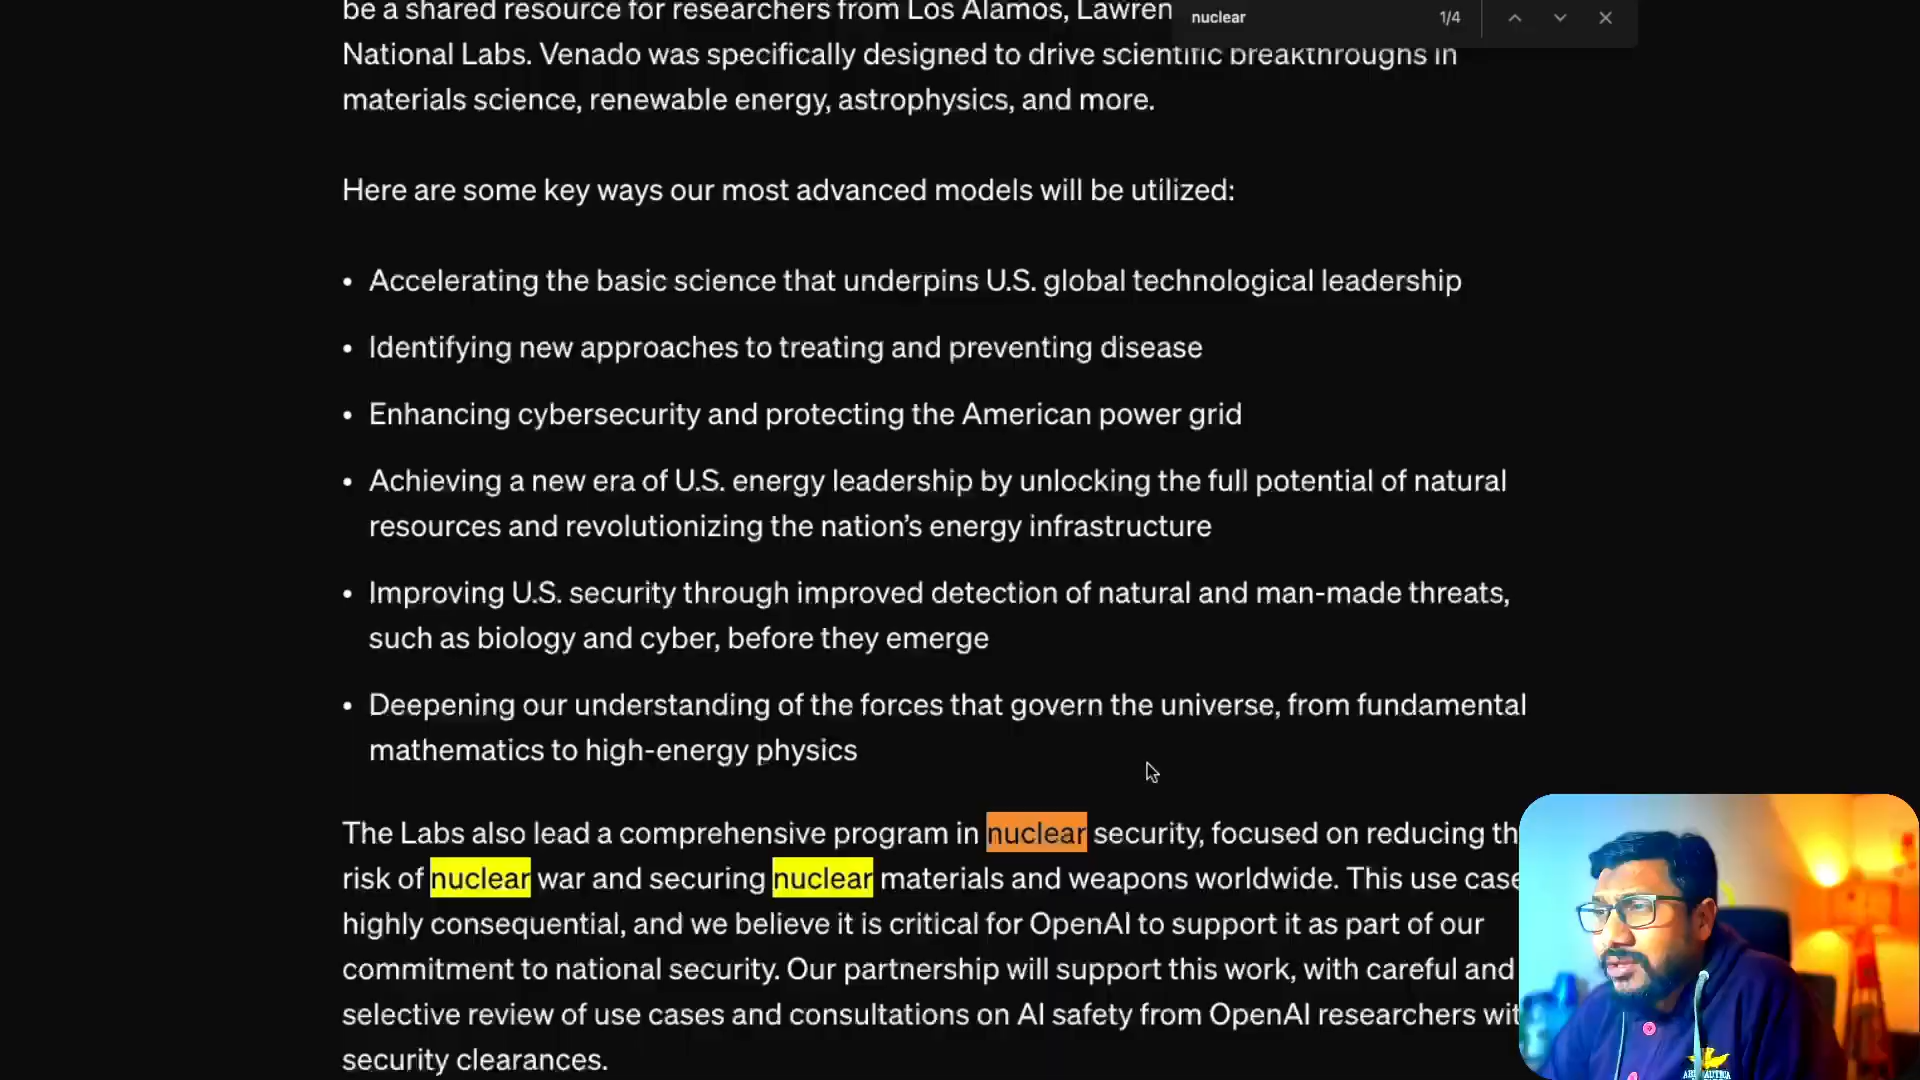 be a shared resource for researchers from Los Alamos, Lawren
nuclear 1/4
National Labs. Venado was specifically designed to drive scientific breakthroughs in
materials science, renewable energy, astrophysics, and more.
Here are some key ways our most advanced models will be utilized:
• Accelerating the basic science that underpins U.S. global technological leadership
• Identifying new approaches to treating and preventing disease
• Enhancing cybersecurity and protecting the American power grid
• Achieving a new era of U.S. energy leadership by unlocking the full potential of natural
resources and revolutionizing the nation’s energy infrastructure
• Improving U.S. security through improved detection of natural and man-made threats,
such as biology and cyber, before they emerge
• Deepening our understanding of the forces that govern the universe, from fundamental
mathematics to high-energy physics
The Labs also lead a comprehensive program in nuclear security, focused on reducing th
risk of nuclear war and securing nuclear materials and weapons worldwide. This use case
highly consequential, and we believe it is critical for OpenAI to support it as part of our
commitment to national security. Our partnership will support this work, with careful and
selective review of use cases and consultations on AI safety from OpenAI researchers wit
security clearances.